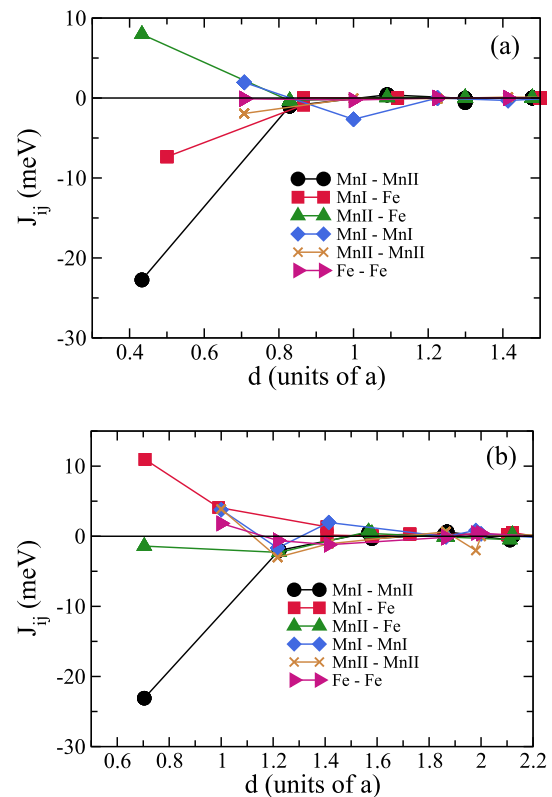 10
(a)
0
J_ij (meV)
-10
MnI - MnII
MnI - Fe
MnII - Fe
MnI - MnI
MnII - MnII
Fe - Fe
-20
-30
0.4 0.6 0.8 1 1.2 1.4
d (units of a)
(b)
10
0
J_ij (meV)
-10
MnI - MnII
MnI - Fe
MnII - Fe
MnI - MnI
MnII - MnII
Fe - Fe
-20
-30
0.6 0.8 1 1.2 1.4 1.6 1.8 2 2.2
d (units of a)